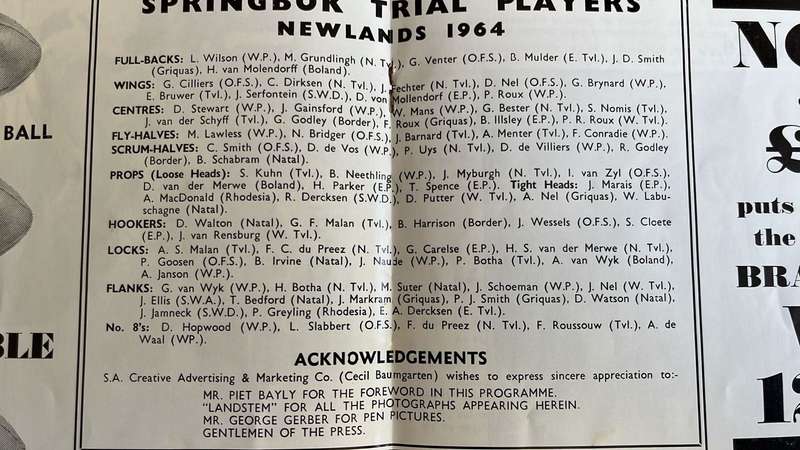 SPRINGBOK TRIAL PLAYERS
NEWLANDS 1964
FULL-BACKS: L. Wilson (W.P.), M. Grundlingh (N. Tvl.), G. Venter (O.F.S.), B. Mulder (E. Tvl.), J. D. Smith
(Griquas), H. van Molendorff (Boland).
WINGS: G. Cilliers (O.F.S.), C. Dirksen (N. Tvl.), J. Fechter (N. Tvl.), D. Nel (O.F.S.), G. Brynard (W.P.),
E. Bruwer (Tvl.), J. Serfontein (S.W.D.), D. von Mollendorf (E.P.), P. Roux (W.P.).
CENTRES: D. Stewart (W.P.), J. Gainsford (W.P.), W. Mans (W.P.), G. Bester (N. Tvl.), S. Nomis (Tvl.),
J. van der Schyff (Tvl.), G. Godley (Border), F. Roux (Griquas), B. Illsley (E.P.), P. R. Roux (W. Tvl.).
FLY-HALVES: M. Lawless (W.P.), N. Bridger (O.F.S.), J. Barnard (Tvl.), A. Menter (Tvl.), F. Conradie (W.P.).
SCRUM-HALVES: C. Smith (O.F.S.), D. de Vos (W.P.), P. Uys (N. Tvl.), D. de Villiers (W.P.), R. Godley
(Border), B. Schabram (Natal).
PROPS (Loose Heads): S. Kuhn (Tvl.), B. Neethling (W.P.), J. Myburgh (N. Tvl.), I. van Zyl (O.F.S.),
D. van der Merwe (Boland), H. Parker (E.P.), T. Spence (E.P.). Tight Heads: J. Marais (E.P.),
A. MacDonald (Rhodesia), R. Dercksen (S.W.D.), D. Putter (W. Tvl.), A. Nel (Griquas), W. Labu-
schagne (Natal).
HOOKERS: D. Walton (Natal), G. F. Malan (Tvl.), B. Harrison (Border), J. Wessels (O.F.S.), S. Cloete
(E.P.), J. van Rensburg (W. Tvl.).
LOCKS: A. S. Malan (Tvl.), F. C. du Preez (N. Tvl.), G. Carelse (E.P.), H. S. van der Merwe (N. Tvl.),
P. Goosen (O.F.S.), B. Irvine (Natal), J. Naude (W.P.), P. Botha (Tvl.), A. van Wyk (Boland),
A. Janson (W.P.).
FLANKS: G. van Wyk (W.P.), H. Botha (N. Tvl.), M. Suter (Natal), J. Schoeman (W.P.), J. Nel (W. Tvl.),
J. Ellis (S.W.A.), T. Bedford (Natal), J. Markram (Griquas), P. J. Smith (Griquas), D. Watson (Natal),
J. Jamneck (S.W.D.), P. Greyling (Rhodesia), E. A. Dercksen (E. Tvl.).
No. 8's: D. Hopwood (W.P.), L. Slabbert (O.F.S.), F. du Preez (N. Tvl.), F. Roussouw (Tvl.), A. de
Waal (WP.).
ACKNOWLEDGEMENTS
S.A. Creative Advertising & Marketing Co. (Cecil Baumgarten) wishes to express sincere appreciation to:-
MR. PIET BAYLY FOR THE FOREWORD IN THIS PROGRAMME.
"LANDSTEM" FOR ALL THE PHOTOGRAPHS APPEARING HEREIN.
MR. GEORGE GERBER FOR PEN PICTURES.
GENTLEMEN OF THE PRESS.
BALL
£
puts
the